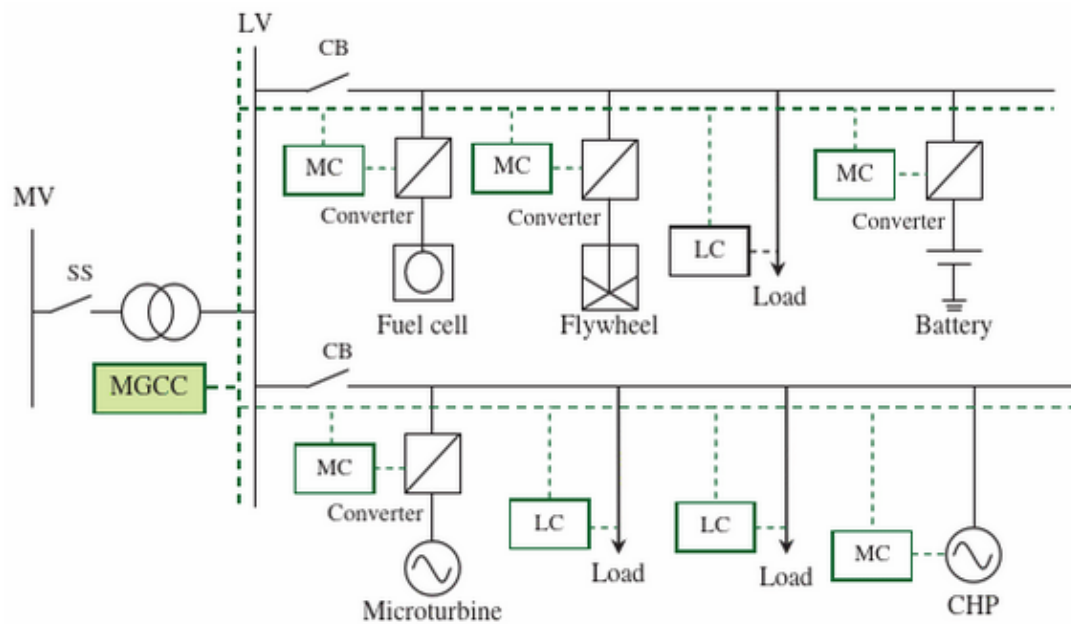 LV
CB
MC
Converter
Fuel cell
MC
Converter
Flywheel
LC
Load
MC
Converter
Battery
MV
SS
MGCC
CB
MC
Converter
Microturbine
LC
Load
LC
Load
MC
CHP